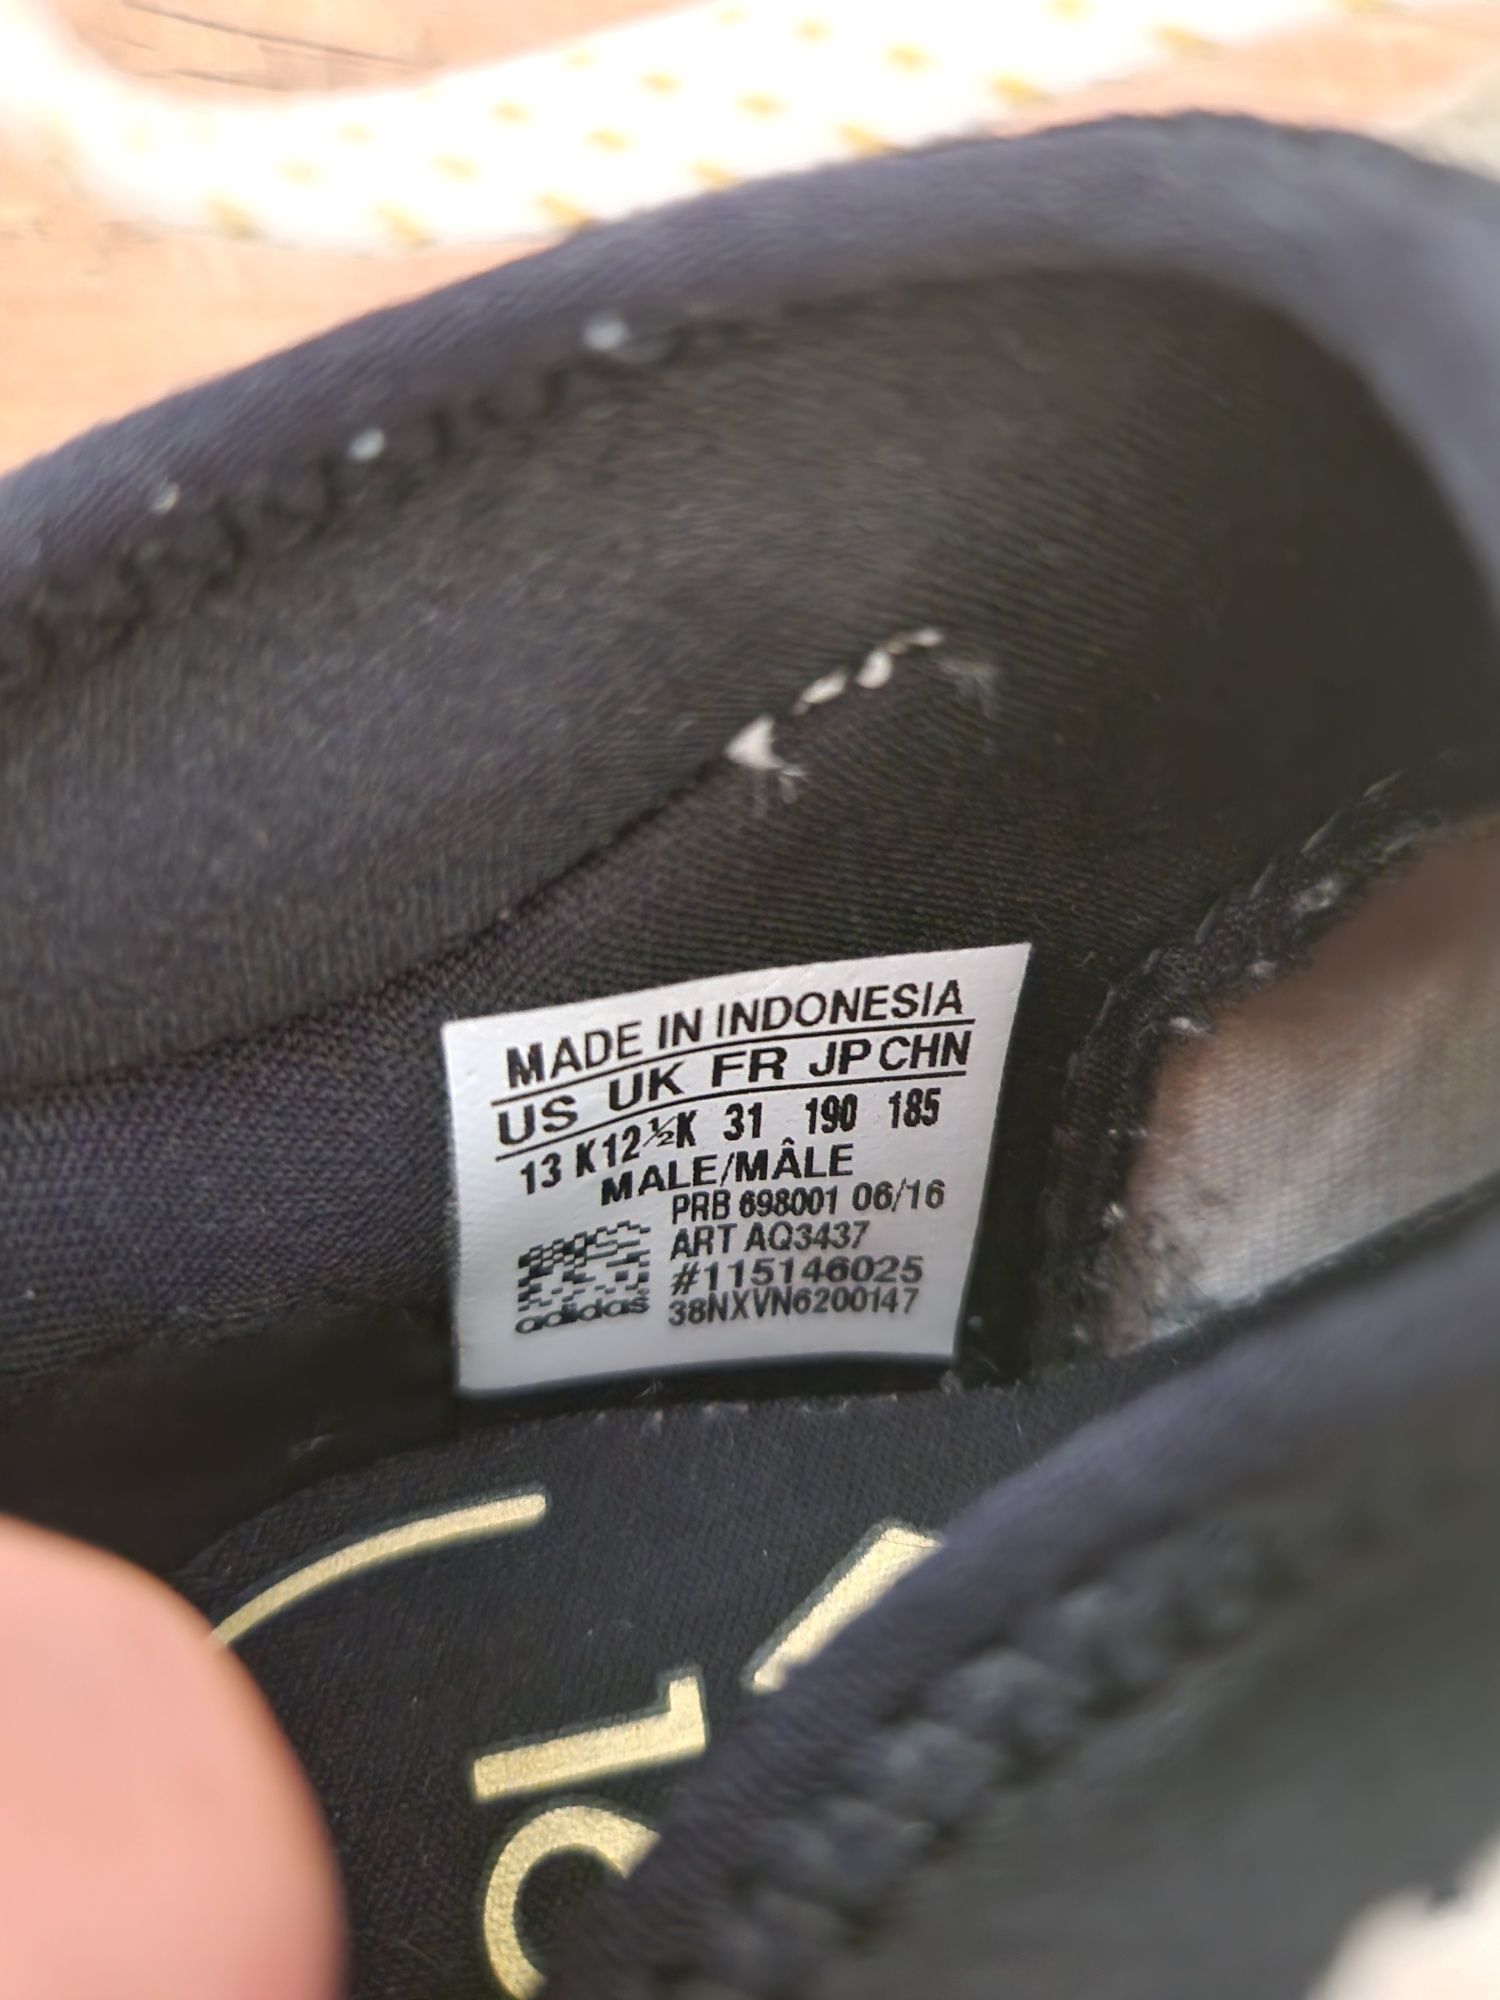 MADE IN INDONESIA
US UK FR JP CHN
13 K 12½K 31 190 185
MALE/MÂLE
PRB 698001 06/16
ART AQ3437
#115146025
adidas 38NXVN6200147